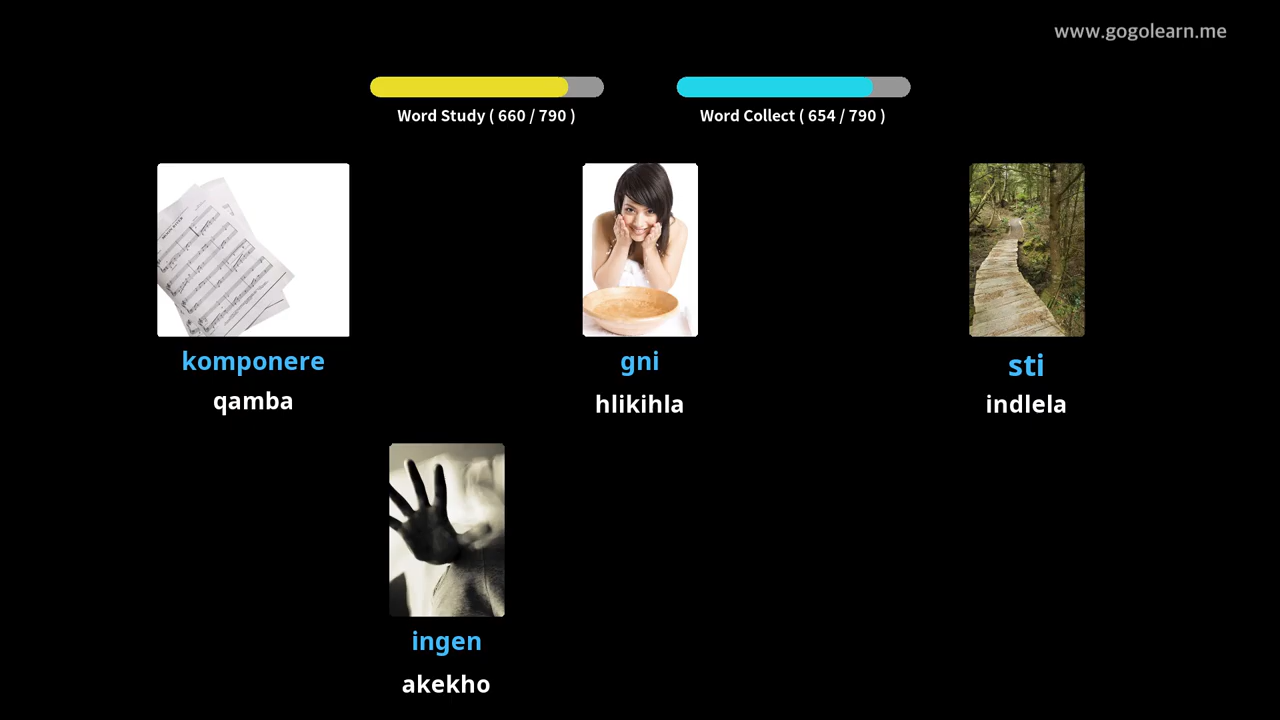 www.gogolearn.me
Word Study ( 660 / 790 )
Word Collect ( 654 / 790 )
komponere
qamba
gni
hlikihla
sti
indlela
ingen
akekho